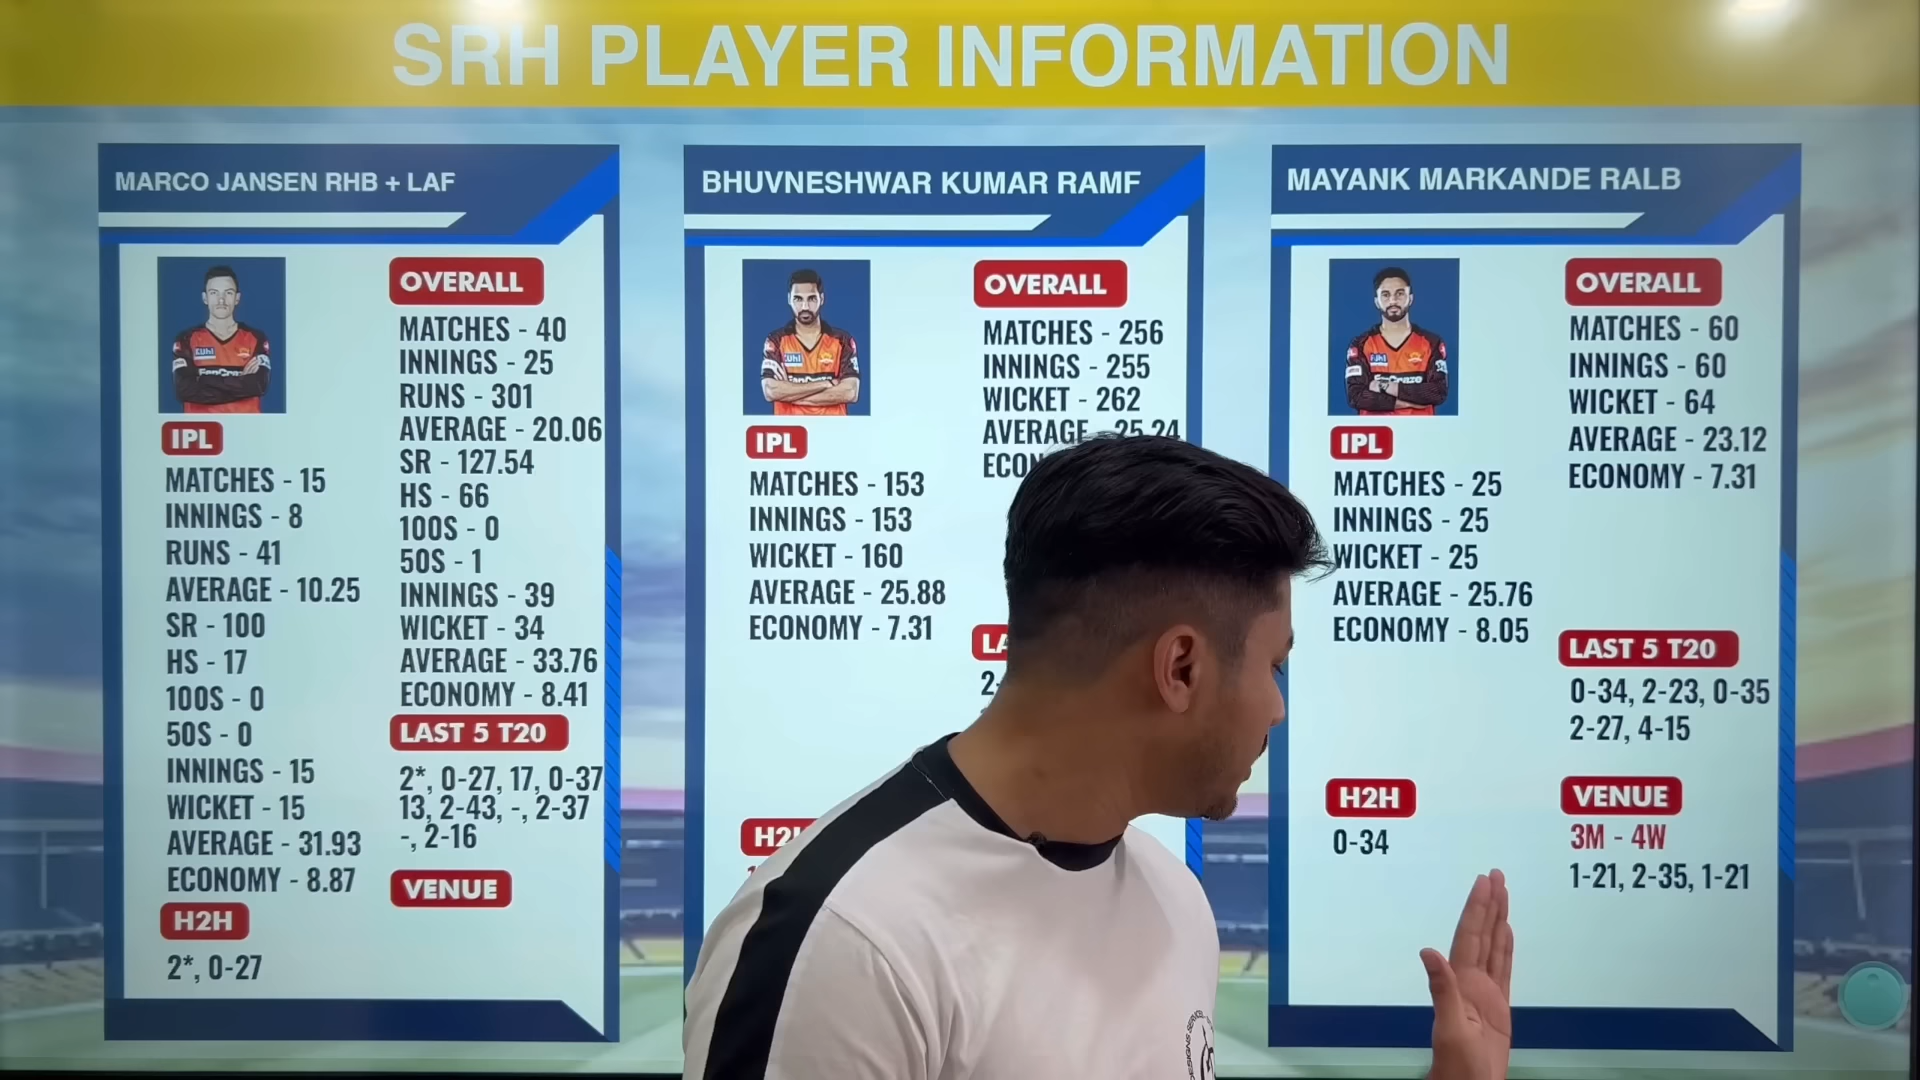 SRH PLAYER INFORMATION
MARCO JANSEN RHB + LAF
OVERALL
MATCHES - 40
INNINGS - 25
RUNS - 301
AVERAGE - 20.06
SR - 127.54
HS - 66
100S - 0
50S - 1
INNINGS - 39
WICKET - 34
AVERAGE - 33.76
ECONOMY - 8.41
LAST 5 T20
2*, 0-27, 17, 0-37
13, 2-43, -, 2-37
-, 2-16
VENUE
IPL
MATCHES - 15
INNINGS - 8
RUNS - 41
AVERAGE - 10.25
SR - 100
HS - 17
100S - 0
50S - 0
INNINGS - 15
WICKET - 15
AVERAGE - 31.93
ECONOMY - 8.87
H2H
2*, 0-27
BHUVNESHWAR KUMAR RAMF
OVERALL
MATCHES - 256
INNINGS - 255
WICKET - 262
AVERAGE - 25.24
IPL
MATCHES - 153
INNINGS - 153
WICKET - 160
AVERAGE - 25.88
ECONOMY - 7.31
MAYANK MARKANDE RALB
OVERALL
MATCHES - 60
INNINGS - 60
WICKET - 64
AVERAGE - 23.12
ECONOMY - 7.31
IPL
MATCHES - 25
INNINGS - 25
WICKET - 25
AVERAGE - 25.76
ECONOMY - 8.05
LAST 5 T20
0-34, 2-23, 0-35
2-27, 4-15
H2H
0-34
VENUE
3M - 4W
1-21, 2-35, 1-21